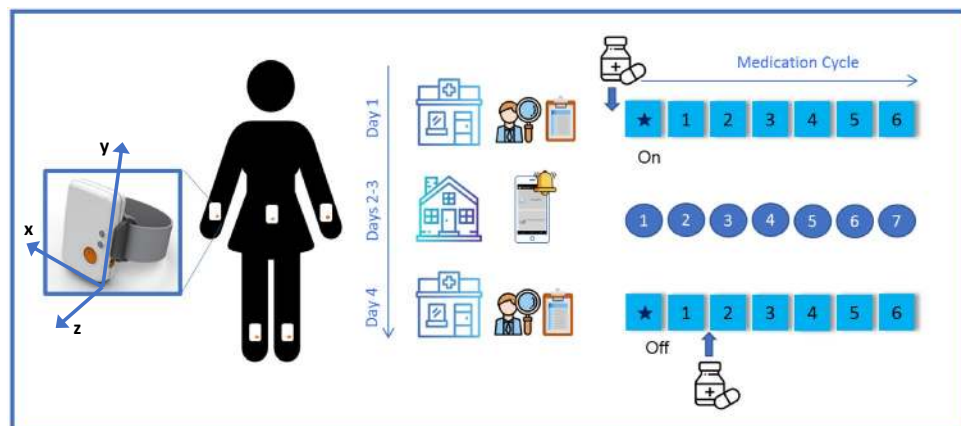 Medication Cycle
Day 1
★ 1 2 3 4 5 6
On
y
x
z
Days 2-3
1 2 3 4 5 6 7
Day 4
★ 1 2 3 4 5 6
Off